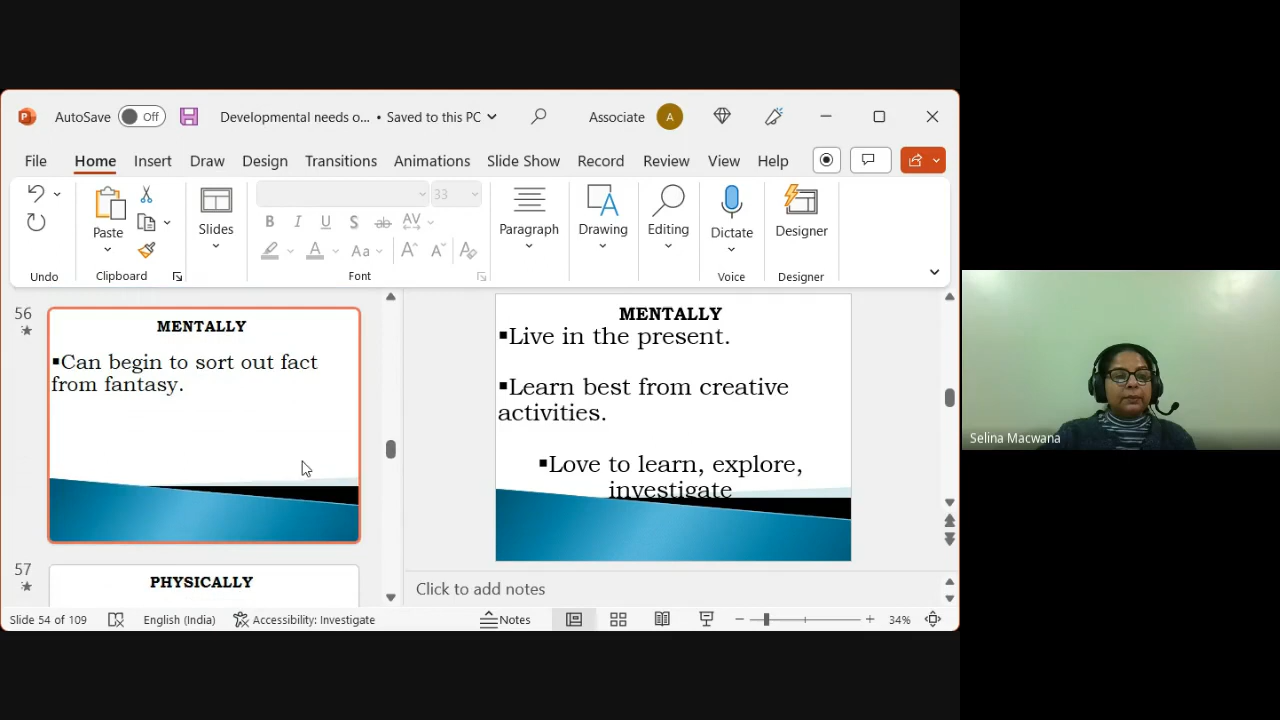 AutoSave Off Developmental needs o... • Saved to this PC Associate A
File Home Insert Draw Design Transitions Animations Slide Show Record Review View Help
33
B I U S ab AV
Paste Slides A Aa A A A Paragraph Drawing Editing Dictate Designer
Undo Clipboard Font Voice Designer
56
MENTALLY
▪Can begin to sort out fact
from fantasy.
57
PHYSICALLY
MENTALLY
▪Live in the present.
▪Learn best from creative
activities.
▪Love to learn, explore,
investigate
Click to add notes
Slide 54 of 109 English (India) Accessibility: Investigate Notes 34%
Selina Macwana